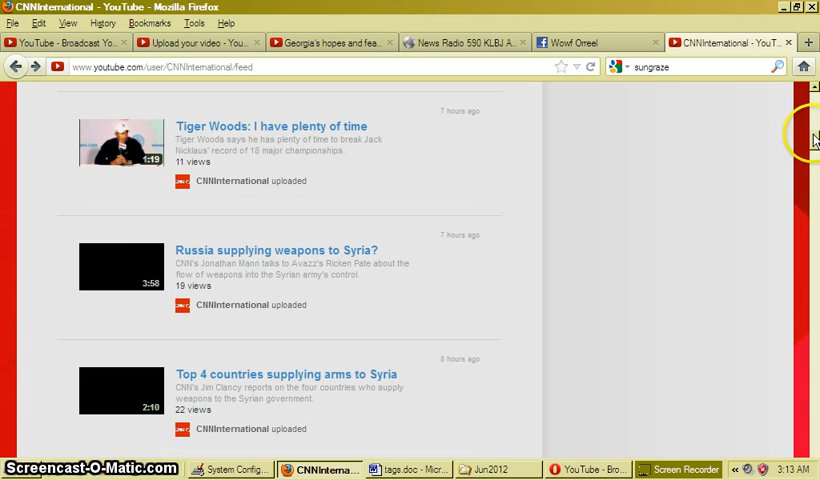 CNNInternational - YouTube - Mozilla Firefox
File Edit View History Bookmarks Tools Help
YouTube - Broadcast Yo...
Upload your video - You...
Georgia's hopes and fea...
News Radio 590 KLBJ A...
Wowf Orreel
CNNInternational - YouT...
www.youtube.com/user/CNNInternational/feed
sungraze
7 hours ago
Tiger Woods: I have plenty of time
Tiger Woods says he has plenty of time to break Jack
Nicklaus' record of 18 major championships.
1:19
11 views
CNNInternational uploaded
7 hours ago
Russia supplying weapons to Syria?
CNN's Jonathan Mann talks to Avazz's Ricken Pate about the
flow of weapons into the Syrian army's control.
3:58
19 views
CNNInternational uploaded
8 hours ago
Top 4 countries supplying arms to Syria
CNN's Jim Clancy reports on the four countries who supply
weapons to the Syrian government.
2:10
22 views
CNNInternational uploaded
Screencast-O-Matic.com
System Config...
CNNInterna...
tags.doc - Micr...
Jun2012
YouTube - Bro...
Screen Recorder
3:13 AM